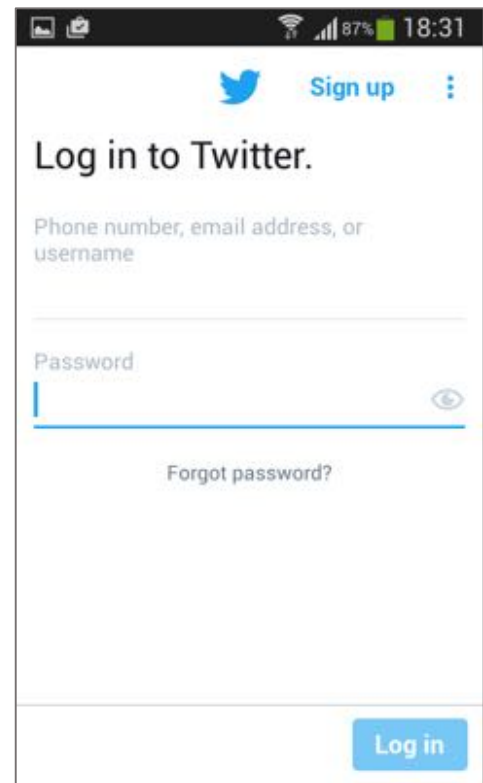 87% 18:31
Sign up
Log in to Twitter.
Phone number, email address, or
username
Password
Forgot password?
Log in